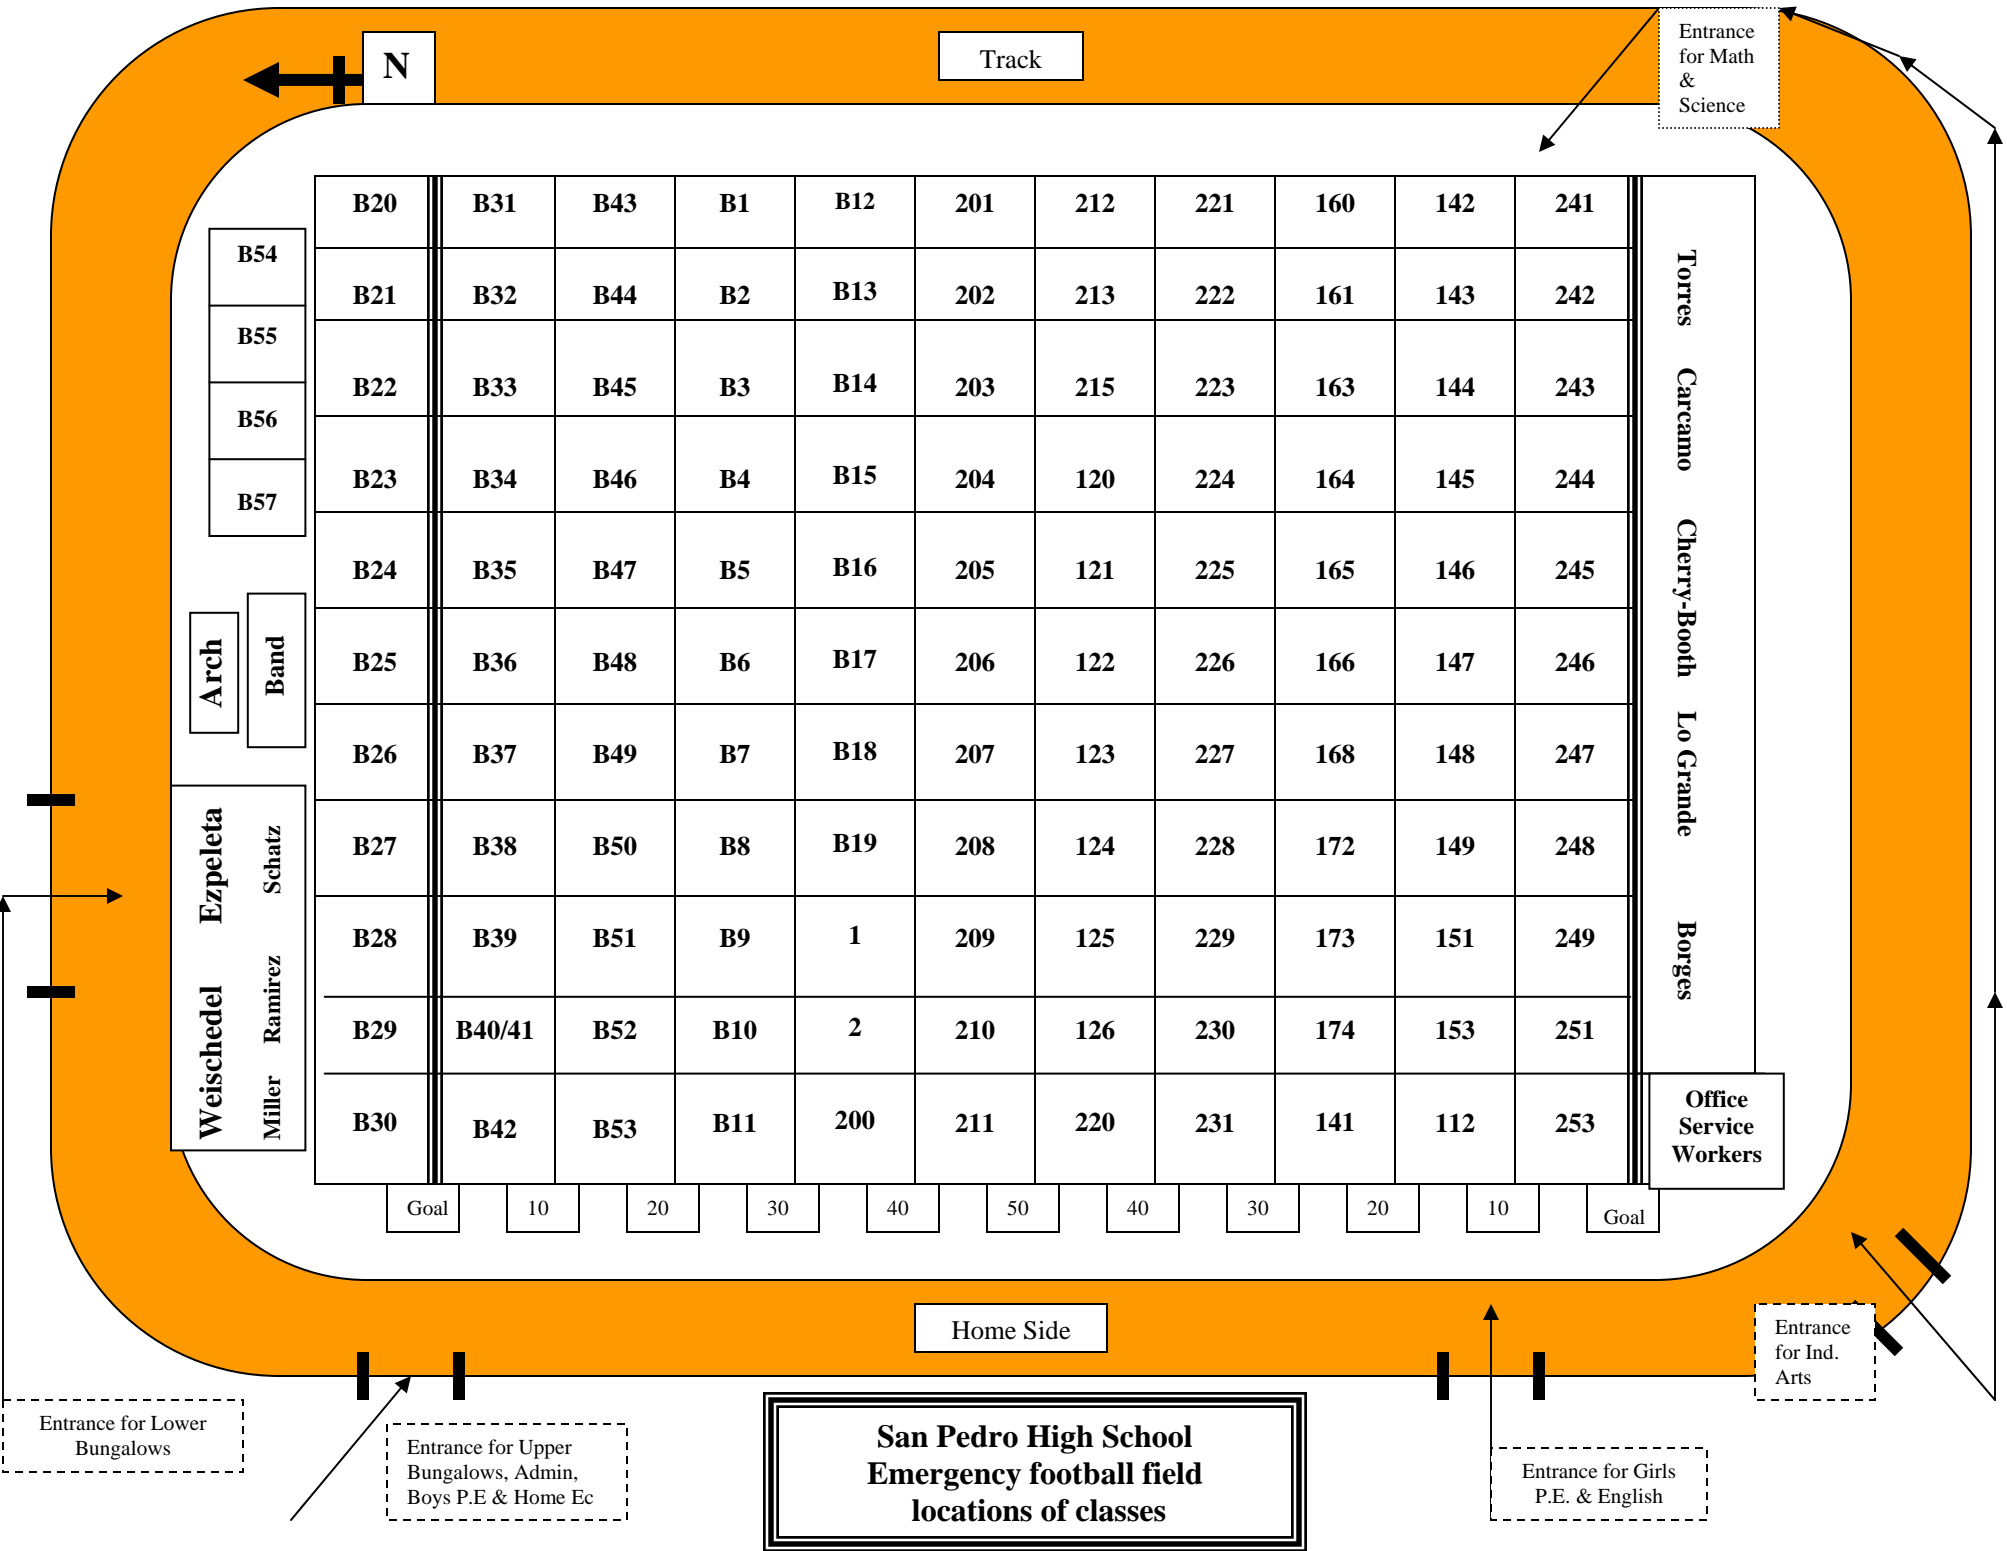 N
Track
Entrance
for Math
&
Science
B20 B31 B43 B1 B12 201 212 221 160 142 241
B21 B32 B44 B2 B13 202 213 222 161 143 242
B22 B33 B45 B3 B14 203 215 223 163 144 243
B23 B34 B46 B4 B15 204 120 224 164 145 244
B24 B35 B47 B5 B16 205 121 225 165 146 245
B25 B36 B48 B6 B17 206 122 226 166 147 246
B26 B37 B49 B7 B18 207 123 227 168 148 247
B27 B38 B50 B8 B19 208 124 228 172 149 248
B28 B39 B51 B9 1 209 125 229 173 151 249
B29 B40/41 B52 B10 2 210 126 230 174 153 251
B30 B42 B53 B11 200 211 220 231 141 112 253
B54
B55
B56
B57
Arch
Band
Weischedel Ezpeleta
Miller Ramirez Schatz
Torres Carcamo Cherry-Booth Lo Grande Borges
Office
Service
Workers
Goal 10 20 30 40 50 40 30 20 10 Goal
Home Side
Entrance
for Ind.
Arts
Entrance for Lower
Bungalows
Entrance for Upper
Bungalows, Admin,
Boys P.E & Home Ec
San Pedro High School
Emergency football field
locations of classes
Entrance for Girls
P.E. & English